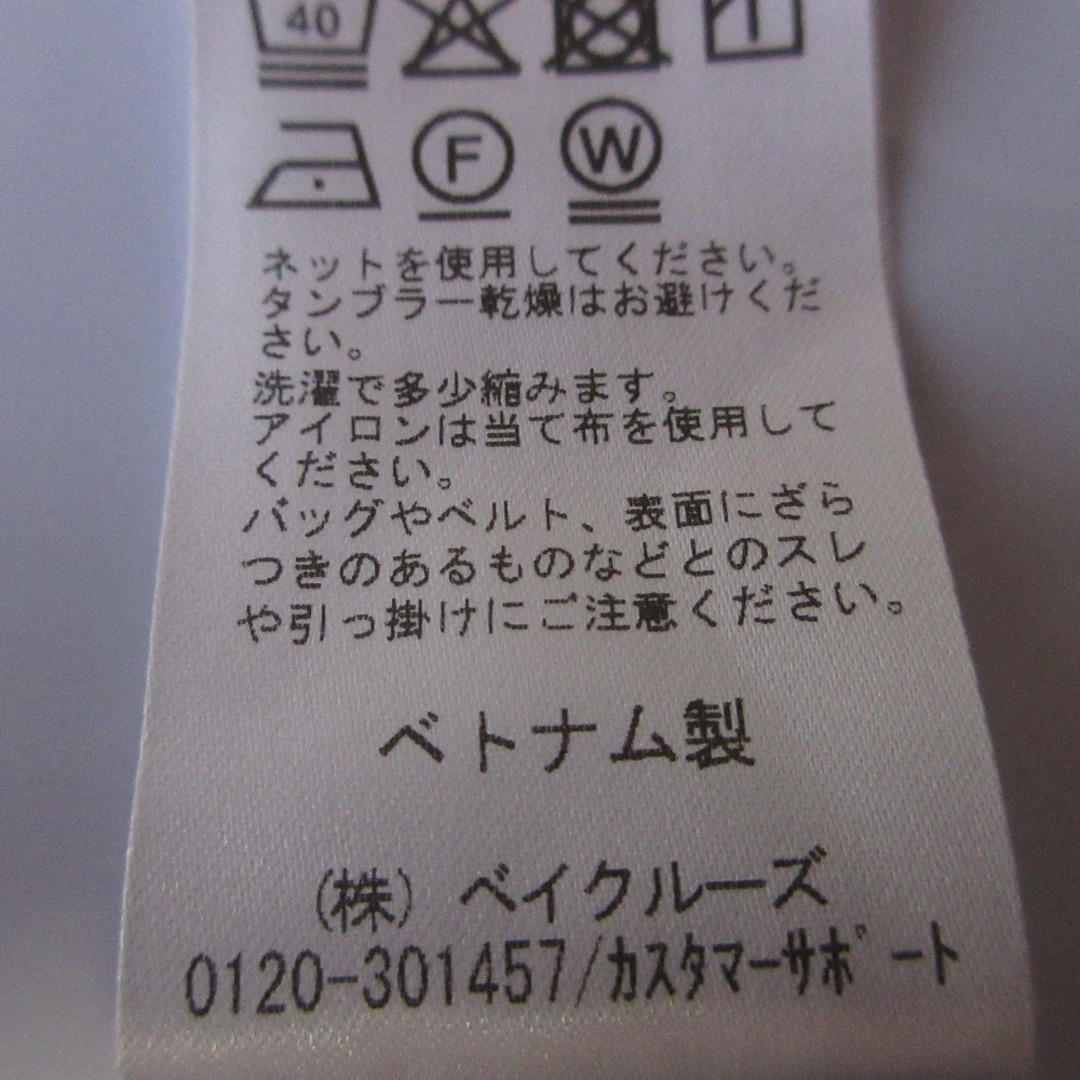 40
F W
ネットを使用してください。
タンブラー乾燥はお避けくだ
さい。
洗濯で多少縮みます。
アイロンは当て布を使用して
ください。
バッグやベルト、表面にざら
つきのあるものなどとのスレ
や引っ掛けにご注意ください。
ベトナム製
(株) ベイクルーズ
0120-301457/カスタマーサポート